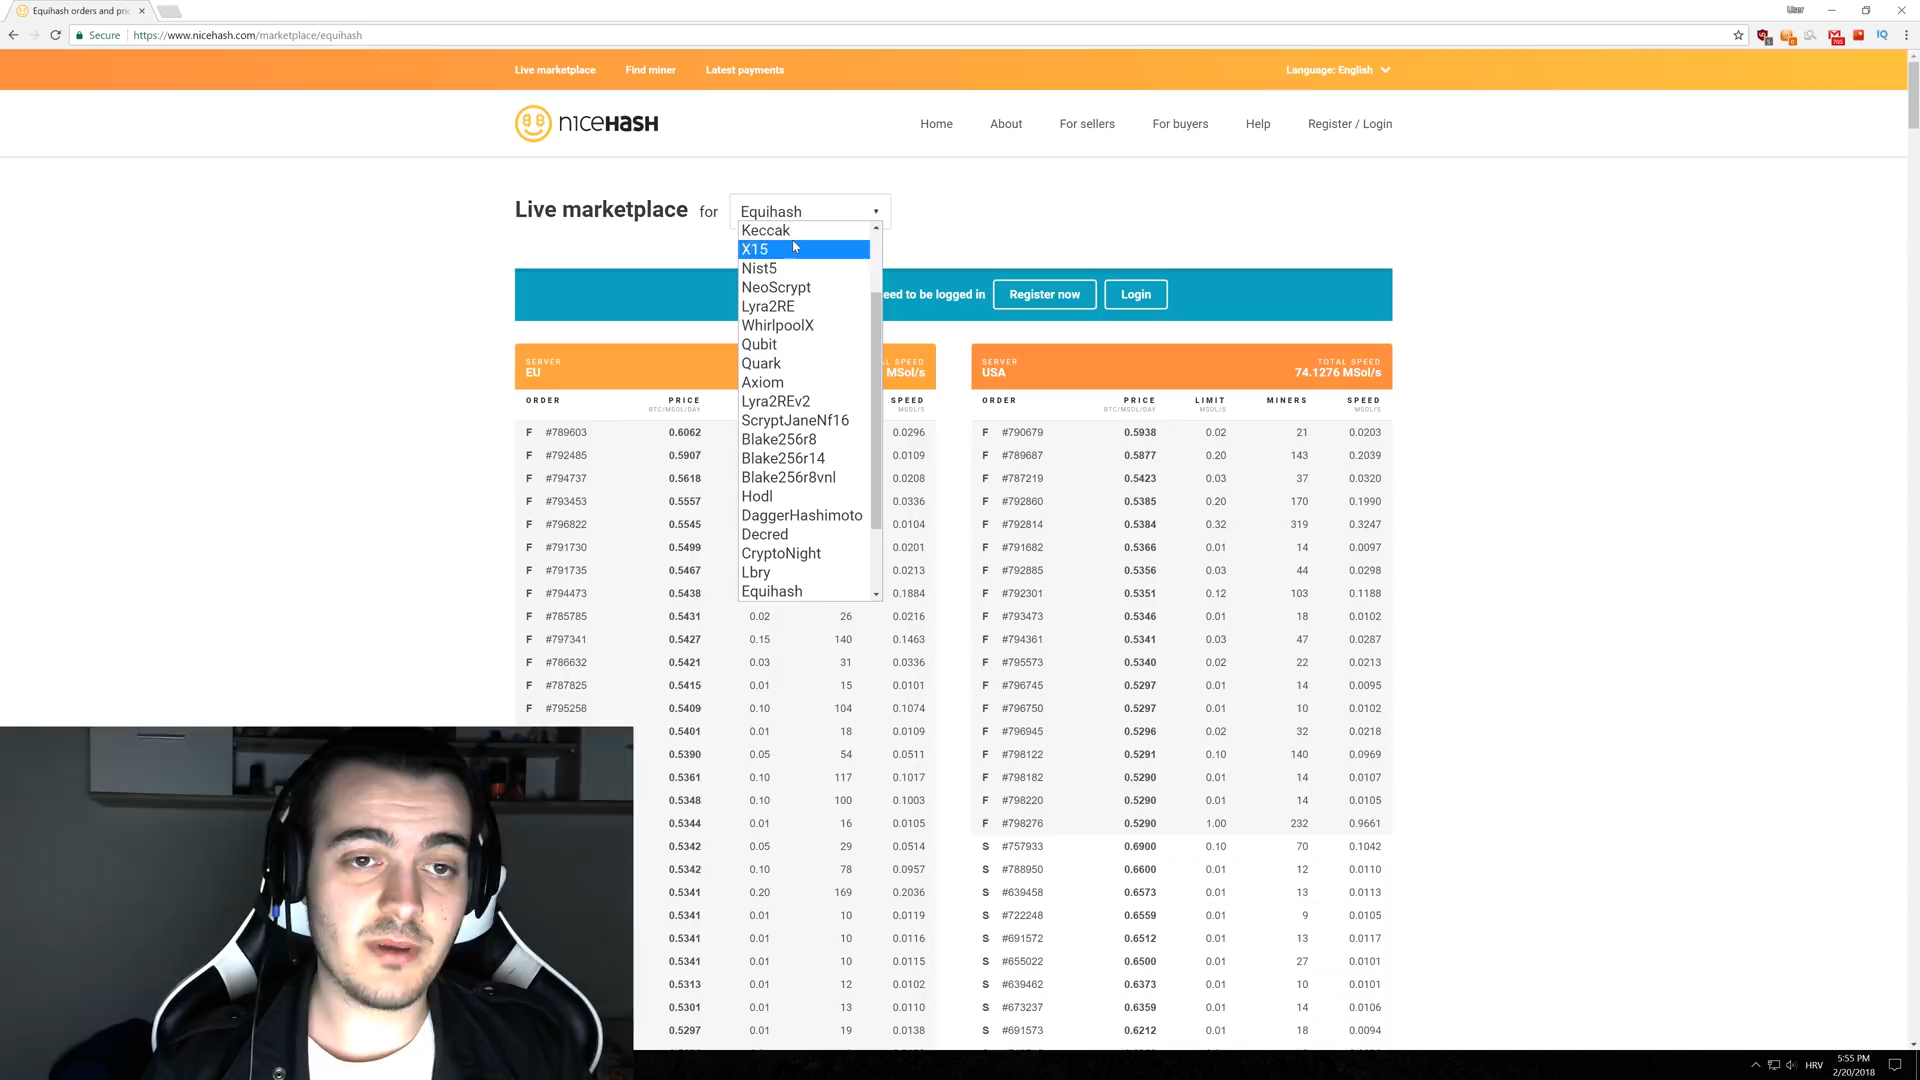 Equihash orders and pric
User
Secure
https://www.nicehash.com/marketplace/equihash
705
IQ
Live marketplace Find miner Latest payments Language: English
NICEHASH
Home About For sellers For buyers Help Register / Login
Live marketplace for Equihash
Keccak
X15
Nist5
NeoScrypt
Lyra2RE
WhirlpoolX
Qubit
Quark
Axiom
Lyra2REv2
ScryptJaneNf16
Blake256r8
Blake256r14
Blake256r8vnl
Hodl
DaggerHashimoto
Decred
CryptoNight
Lbry
Equihash
eed to be logged in Register now Login
SERVER
EU
AL SPEED
MSol/s
ORDER PRICE SPEED
BTC/MSOL/DAY MSOL/S
F #789603 0.6062 0.0296
F #792485 0.5907 0.0109
F #794737 0.5618 0.0208
F #793453 0.5557 0.0336
F #796822 0.5545 0.0104
F #791730 0.5499 0.0201
F #791735 0.5467 0.0213
F #794473 0.5438 0.1884
F #785785 0.5431 0.02 26 0.0216
F #797341 0.5427 0.15 140 0.1463
F #786632 0.5421 0.03 31 0.0336
F #787825 0.5415 0.01 15 0.0101
F #795258 0.5409 0.10 104 0.1074
0.5401 0.01 18 0.0109
0.5390 0.05 54 0.0511
0.5361 0.10 117 0.1017
0.5348 0.10 100 0.1003
0.5344 0.01 16 0.0105
0.5342 0.05 29 0.0514
0.5342 0.10 78 0.0957
0.5341 0.20 169 0.2036
0.5341 0.01 10 0.0119
0.5341 0.01 10 0.0116
0.5341 0.01 10 0.0115
0.5313 0.01 12 0.0102
0.5301 0.01 13 0.0110
0.5297 0.01 19 0.0138
SERVER
USA
TOTAL SPEED
74.1276 MSol/s
ORDER PRICE LIMIT MINERS SPEED
BTC/MSOL/DAY MSOL/S MSOL/S
F #790679 0.5938 0.02 21 0.0203
F #789687 0.5877 0.20 143 0.2039
F #787219 0.5423 0.03 37 0.0320
F #792860 0.5385 0.20 170 0.1990
F #792814 0.5384 0.32 319 0.3247
F #791682 0.5366 0.01 14 0.0097
F #792885 0.5356 0.03 44 0.0298
F #792301 0.5351 0.12 103 0.1188
F #793473 0.5346 0.01 18 0.0102
F #794361 0.5341 0.03 47 0.0287
F #795573 0.5340 0.02 22 0.0213
F #796745 0.5297 0.01 14 0.0095
F #796750 0.5297 0.01 10 0.0102
F #796945 0.5296 0.02 32 0.0218
F #798122 0.5291 0.10 140 0.0969
F #798182 0.5290 0.01 14 0.0107
F #798220 0.5290 0.01 14 0.0105
F #798276 0.5290 1.00 232 0.9661
S #757933 0.6900 0.10 70 0.1042
S #788950 0.6600 0.01 12 0.0110
S #639458 0.6573 0.01 13 0.0113
S #722248 0.6559 0.01 9 0.0105
S #691572 0.6512 0.01 13 0.0117
S #655022 0.6500 0.01 27 0.0101
S #639462 0.6373 0.01 10 0.0101
S #673237 0.6359 0.01 14 0.0106
S #691573 0.6212 0.01 18 0.0094
HRV
5:55 PM
2/20/2018